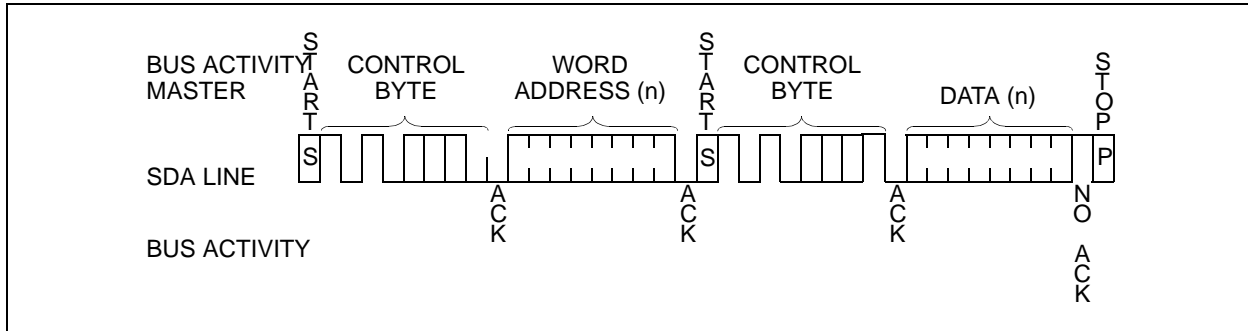 BUS ACTIVITY
MASTER
START
CONTROL
BYTE
WORD
ADDRESS (n)
START
CONTROL
BYTE
DATA (n)
STOP
SDA LINE
S
S
P
ACK
ACK
ACK
NO ACK
BUS ACTIVITY